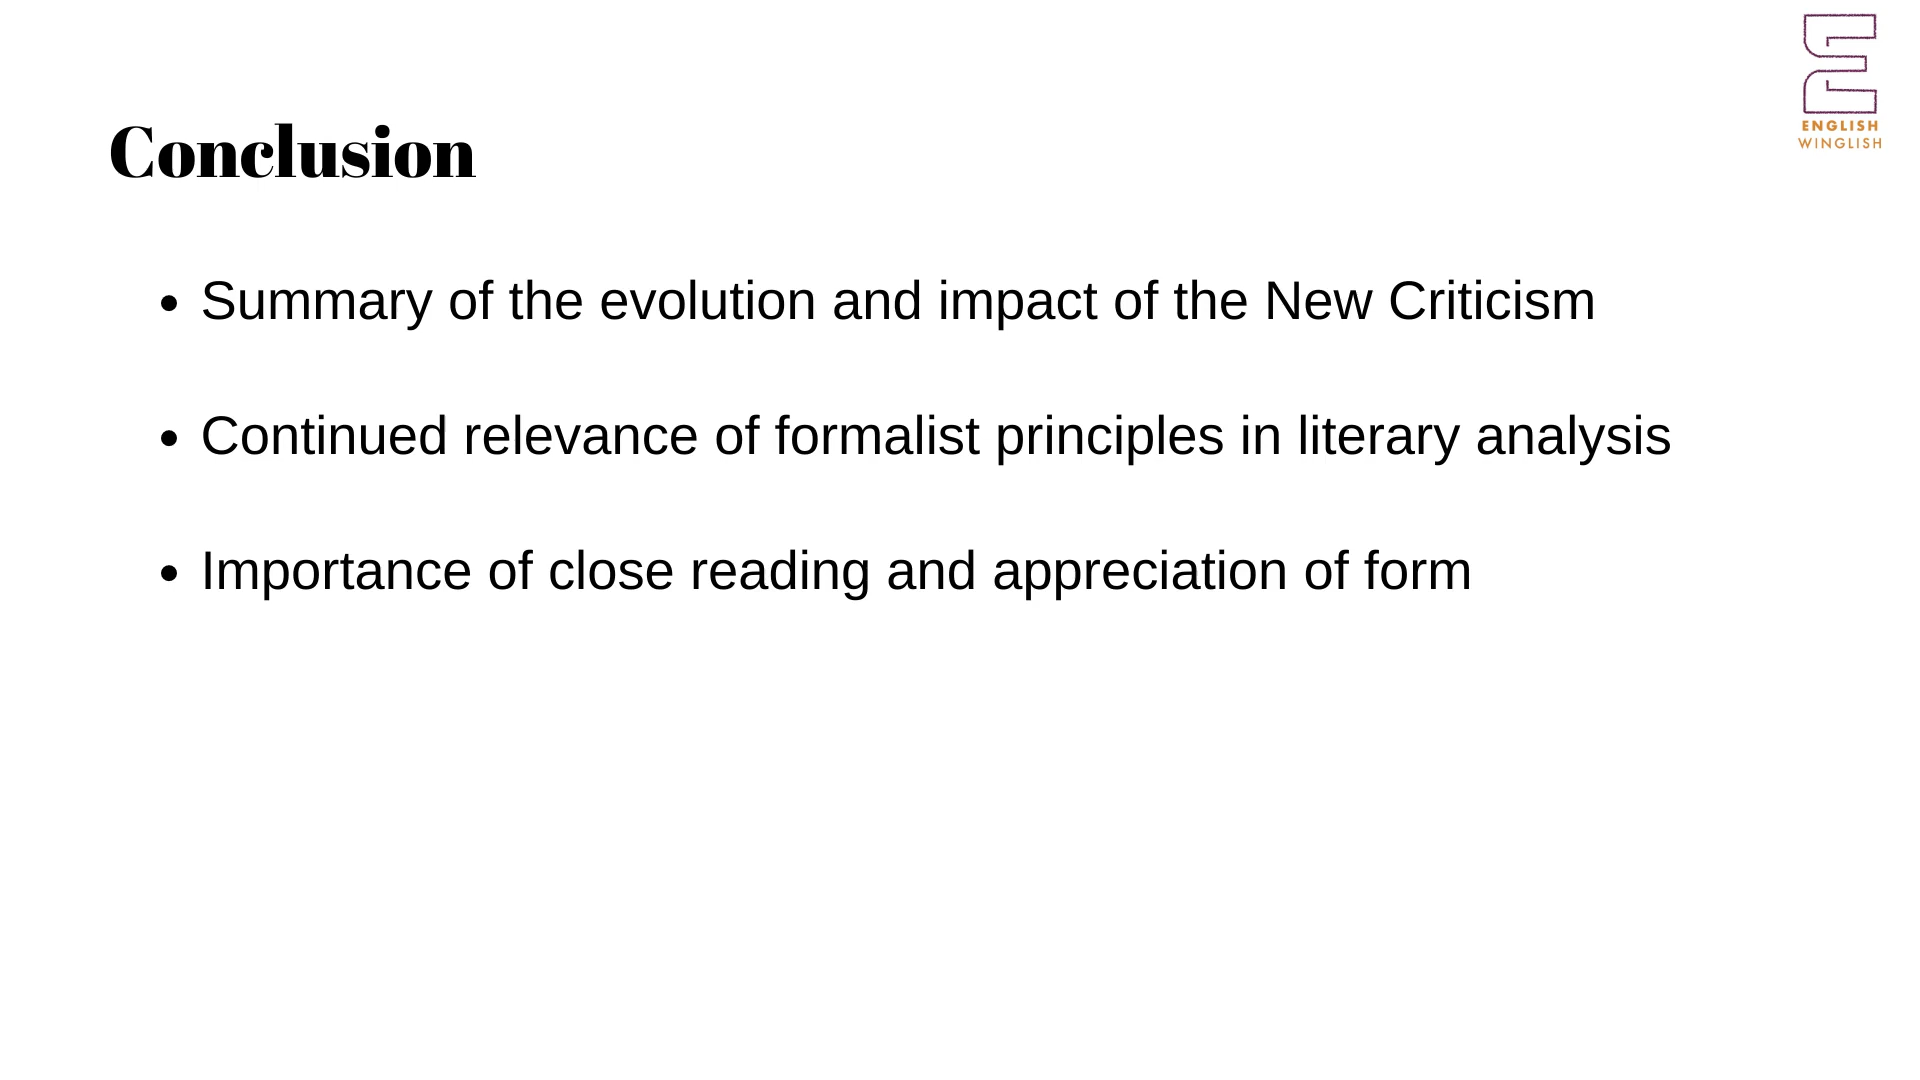 ENGLISH
WINGLISH
Conclusion
• Summary of the evolution and impact of the New Criticism
• Continued relevance of formalist principles in literary analysis
• Importance of close reading and appreciation of form